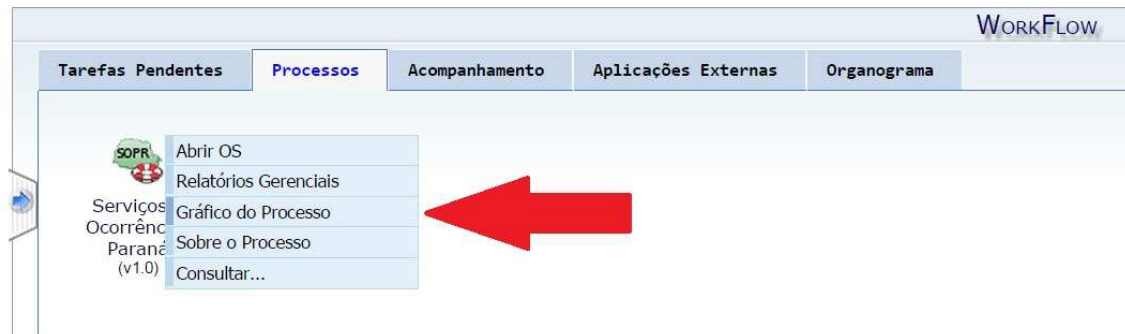 WORKFLOW
Tarefas Pendentes Processos Acompanhamento Aplicações Externas Organograma
SOPR
Abrir OS
Relatórios Gerenciais
Serviços
Gráfico do Processo
Ocorrênc
Sobre o Processo
Paraná
(v1.0)
Consultar...